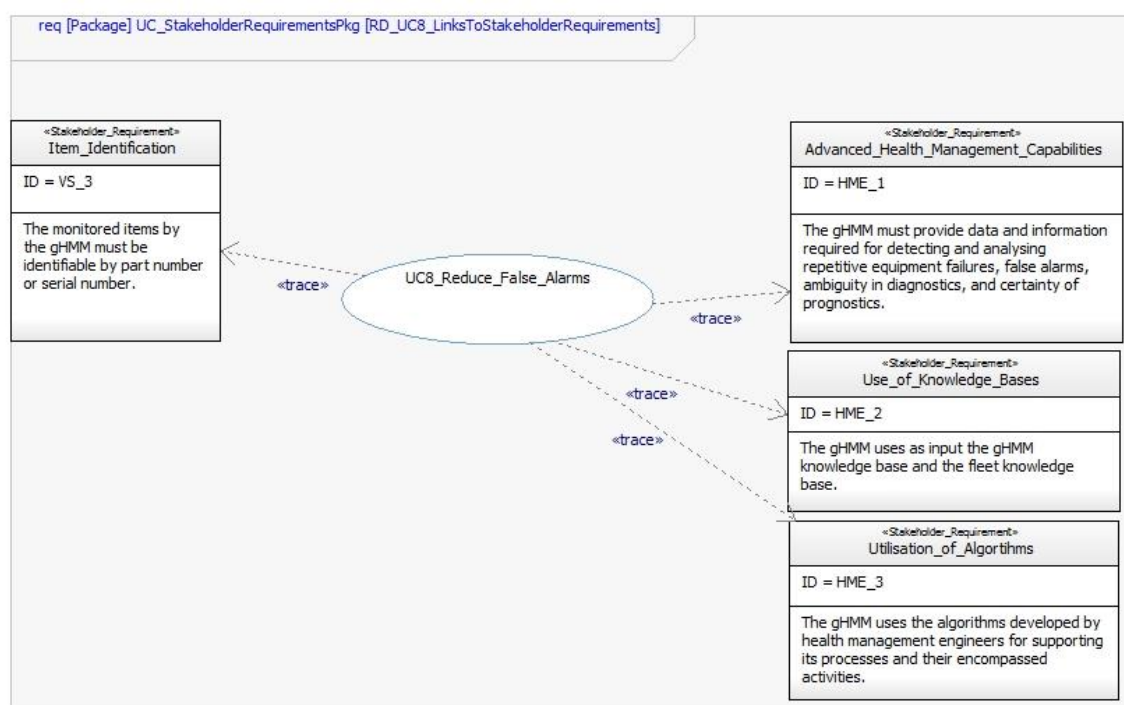 req [Package] UC_StakeholderRequirementsPkg [RD_UC8_LinksToStakeholderRequirements]
«Stakeholder_Requirement»
Item_Identification
ID = VS_3
The monitored items by
the gHMM must be
identifiable by part number
or serial number.
«trace»
UC8_Reduce_False_Alarms
«trace»
«trace»
«trace»
«Stakeholder_Requirement»
Advanced_Health_Management_Capabilities
ID = HME_1
The gHMM must provide data and information
required for detecting and analysing
repetitive equipment failures, false alarms,
ambiguity in diagnostics, and certainty of
prognostics.
«Stakeholder_Requirement»
Use_of_Knowledge_Bases
ID = HME_2
The gHMM uses as input the gHMM
knowledge base and the fleet knowledge
base.
«Stakeholder_Requirement»
Utilisation_of_Algortihms
ID = HME_3
The gHMM uses the algorithms developed by
health management engineers for supporting
its processes and their encompassed
activities.